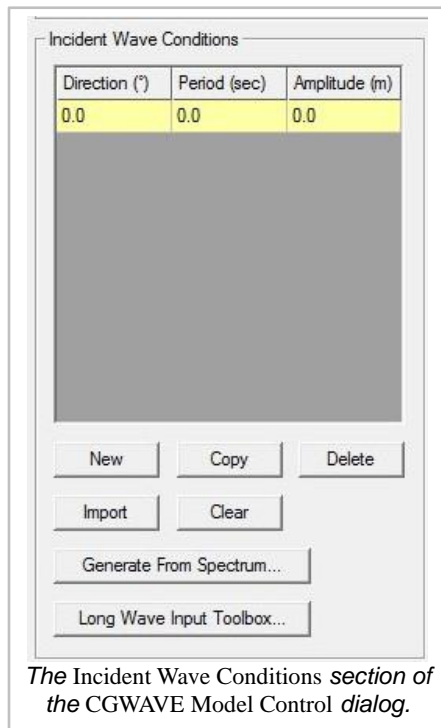 Incident Wave Conditions
Direction (°) Period (sec) Amplitude (m)
0.0 0.0 0.0
New Copy Delete
Import Clear
Generate From Spectrum...
Long Wave Input Toolbox...
The Incident Wave Conditions section of
the CGWAVE Model Control dialog.